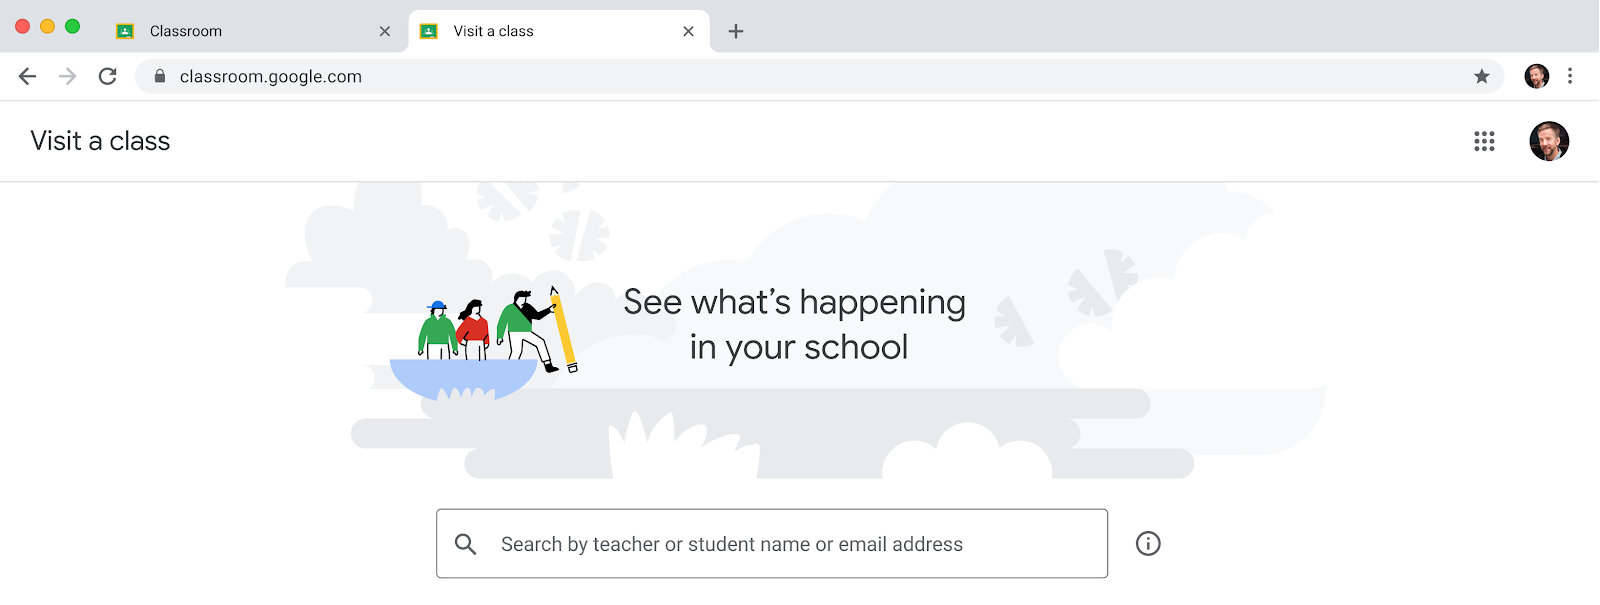 Classroom
Visit a class
classroom.google.com
Visit a class
See what's happening
in your school
Search by teacher or student name or email address